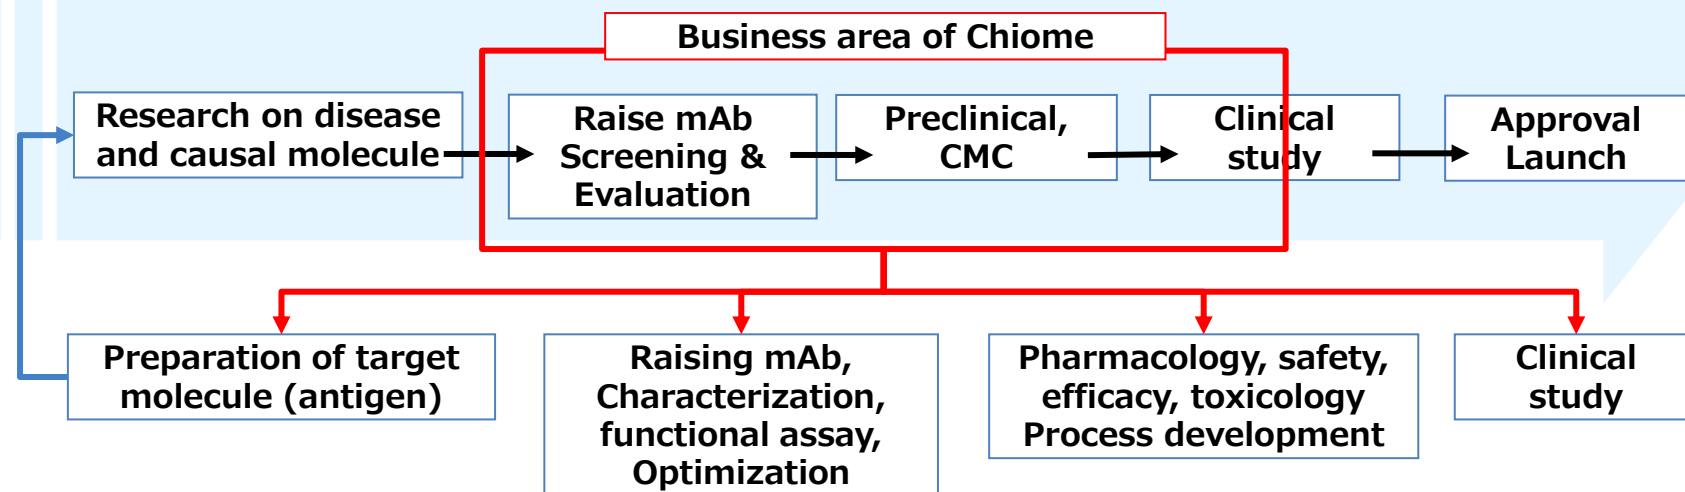 Business area of Chiome
Research on disease
and causal molecule
Raise mAb
Screening &
Evaluation
Preclinical,
CMC
Clinical
study
Approval
Launch
Preparation of target
molecule (antigen)
Raising mAb,
Characterization,
functional assay,
Optimization
Pharmacology, safety,
efficacy, toxicology
Process development
Clinical
study